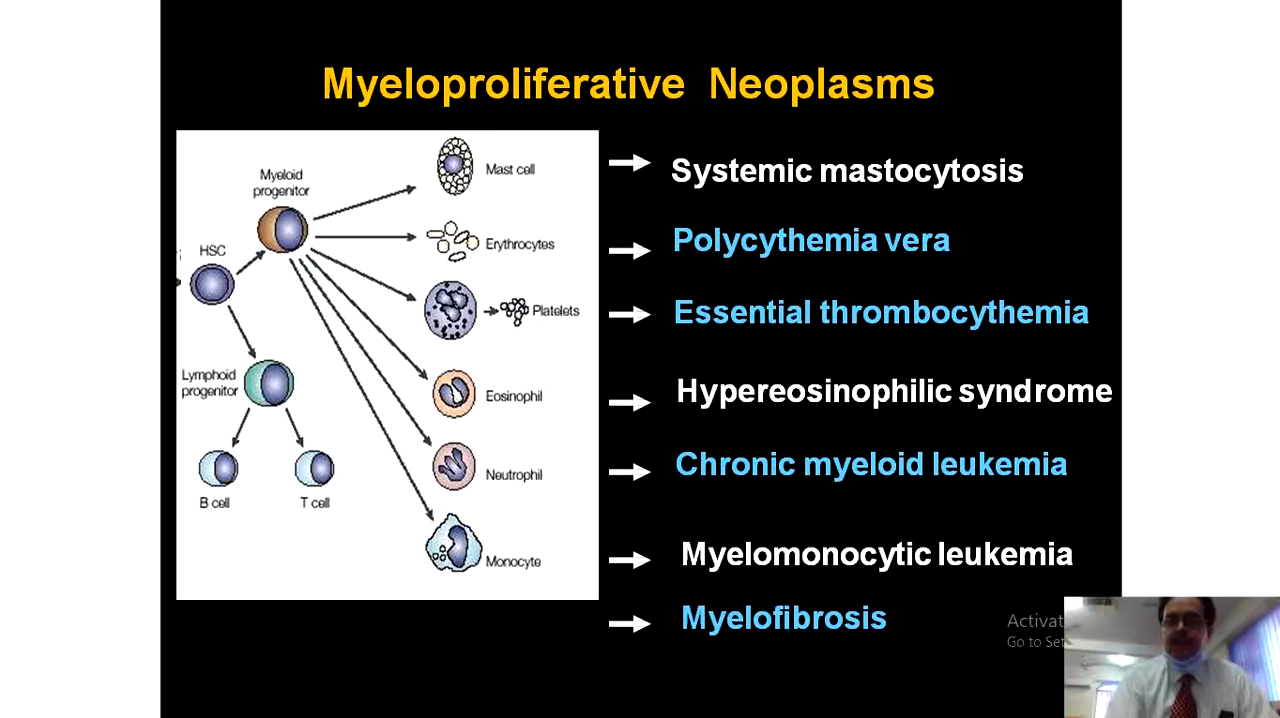 Myeloproliferative Neoplasms
Mast cell
Myeloid
progenitor
Erythrocytes
HSC
Platelets
Lymphoid
progenitor
Eosinophil
Neutrophil
B cell
T cell
Monocyte
Systemic mastocytosis
Polycythemia vera
Essential thrombocythemia
Hypereosinophilic syndrome
Chronic myeloid leukemia
Myelomonocytic leukemia
Myelofibrosis
Activat
Go to Set